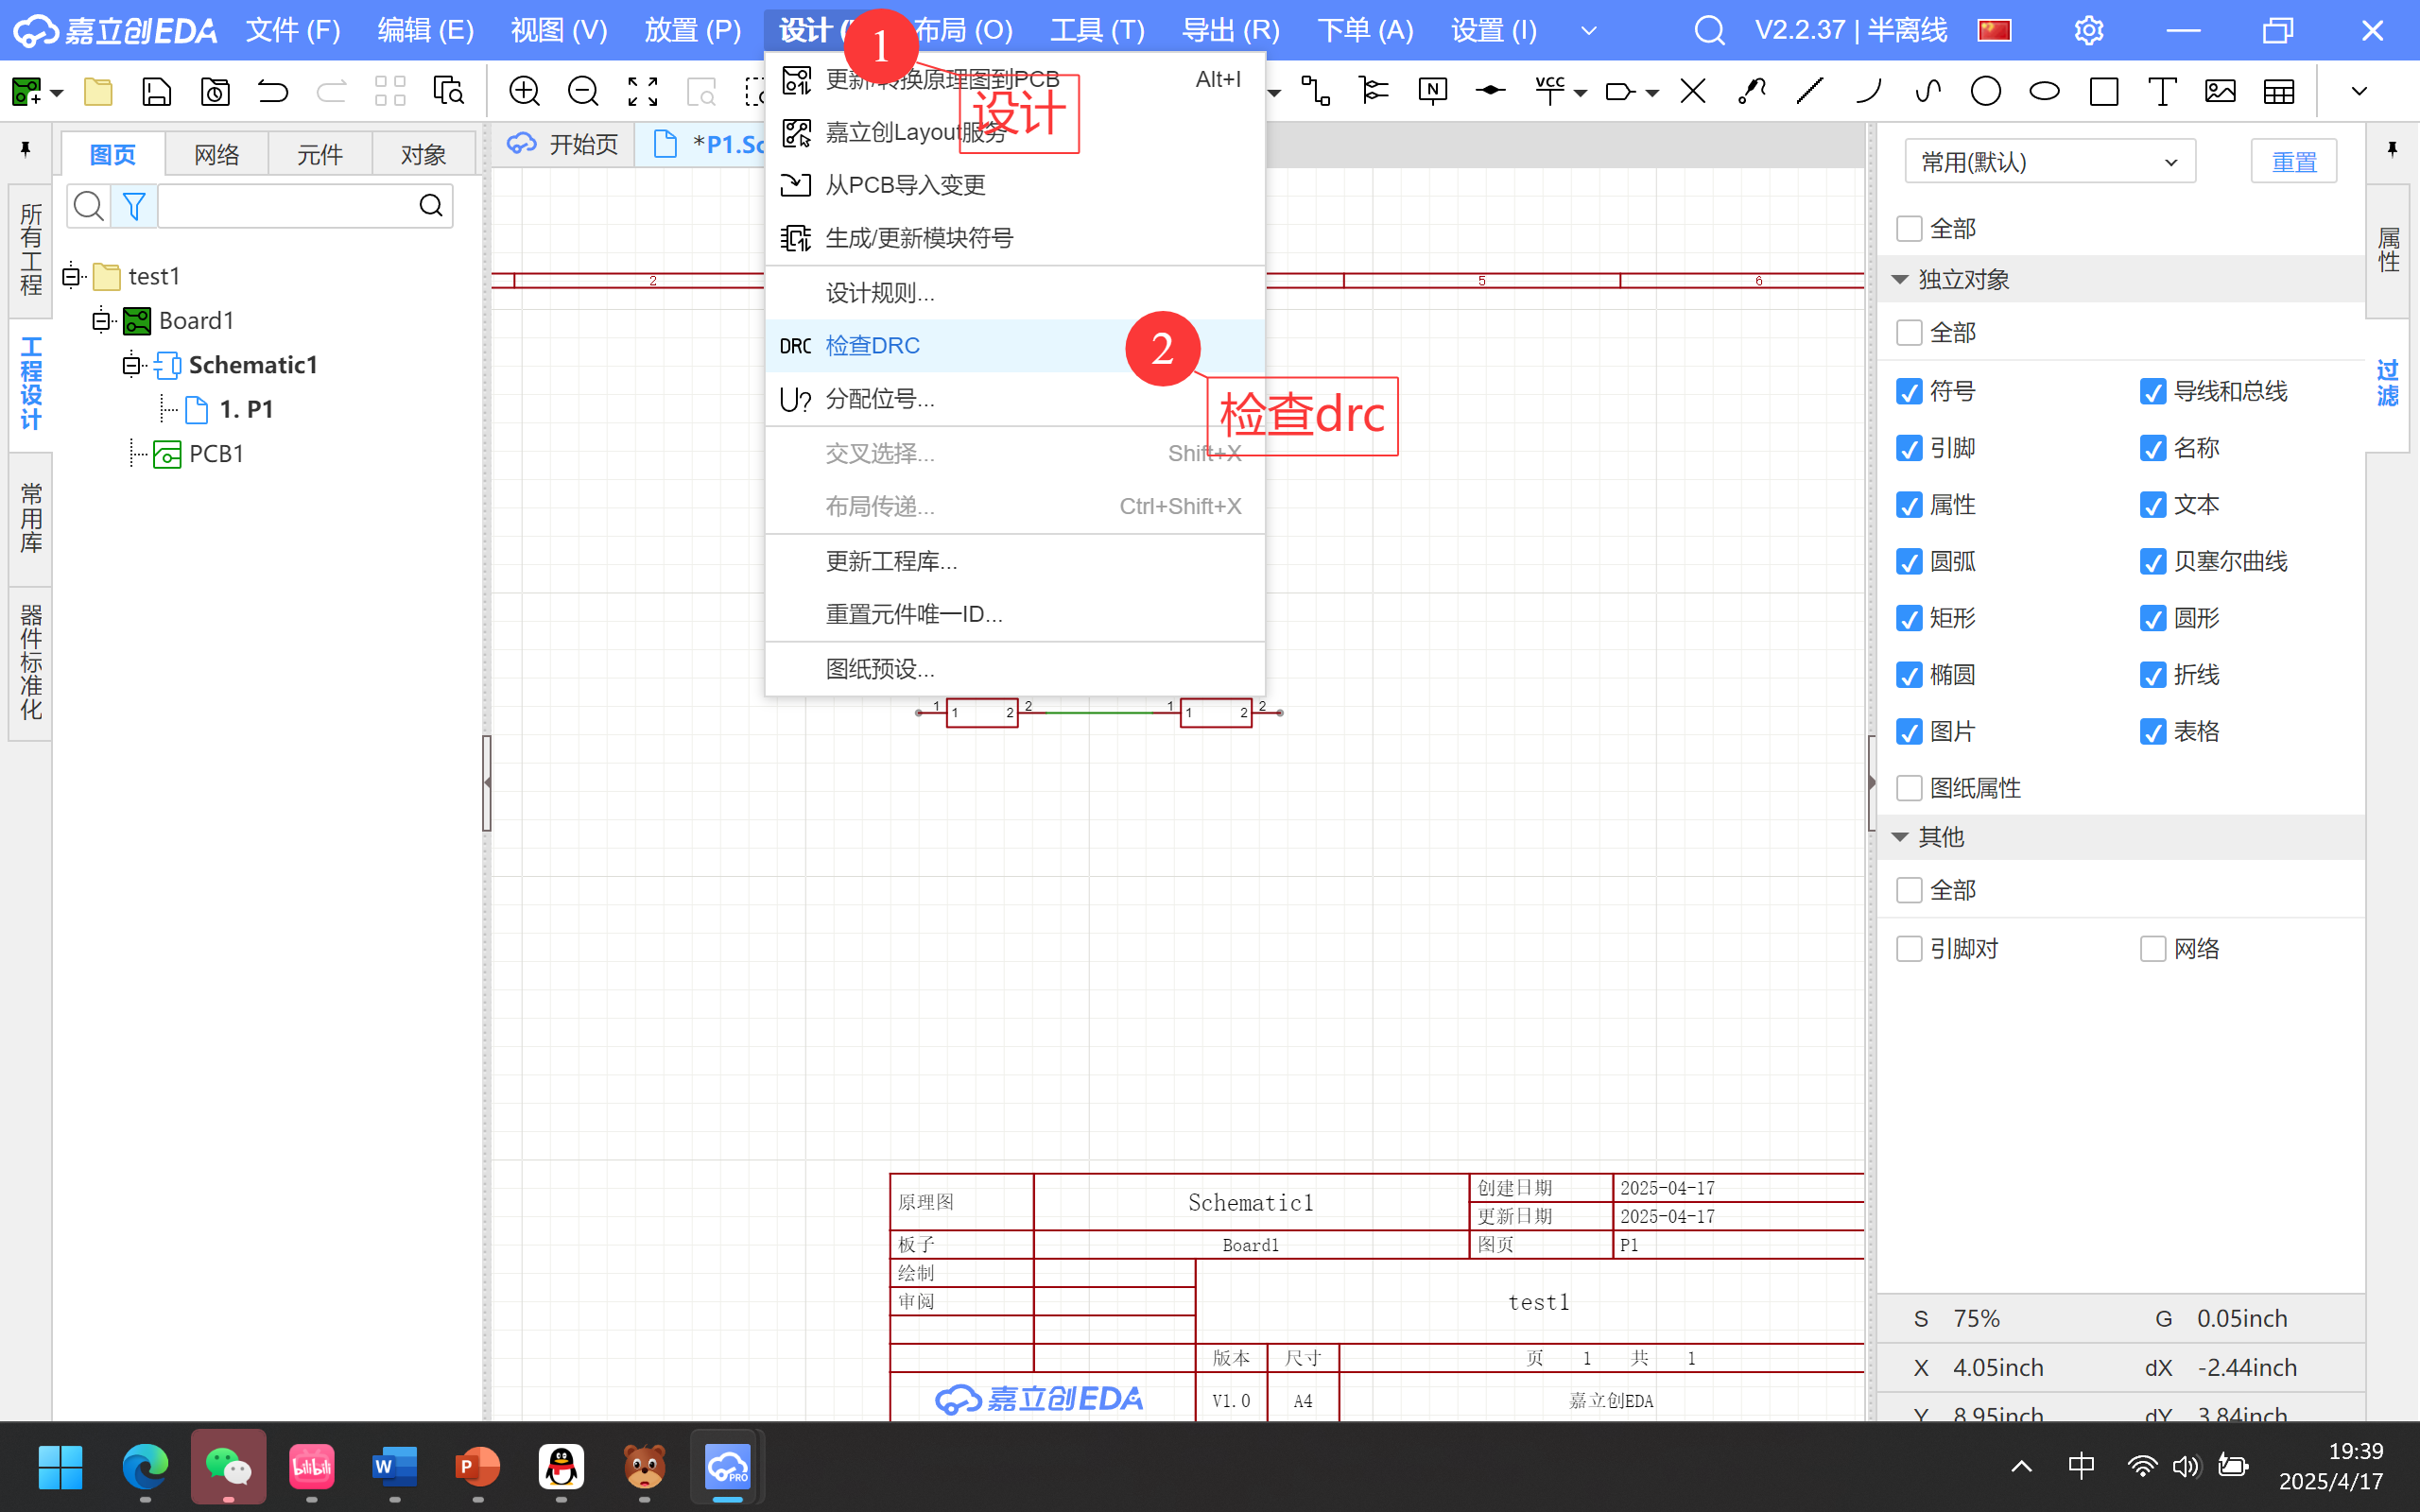 嘉立创EDA 文件 (F) 编辑 (E) 视图 (V) 放置 (P) 设计 ( 布局 (O) 工具 (T) 导出 (R) 下单 (A) 设置 (I) V2.2.37 | 半离线
1
VCC
N
更新/转换原理图到PCB Alt+I
设计
嘉立创Layout服务
从PCB导入变更
生成/更新模块符号
设计规则...
DRC 检查DRC
2
检查drc
U? 分配位号...
交叉选择... Shift+X
布局传递... Ctrl+Shift+X
更新工程库...
重置元件唯一ID...
图纸预设...
图页 网络 元件 对象
开始页 *P1.Sc
所有工程
工程设计
常用库
器件标准化
test1
Board1
Schematic1
1. P1
PCB1
2 5 6
1 1 2 2 1 1 2 2
原理图 Schematic1 创建日期 2025-04-17
更新日期 2025-04-17
板子 Board1 图页 P1
绘制
审阅
test1
版本 尺寸 页 1 共 1
嘉立创EDA V1.0 A4 嘉立创EDA
常用(默认) 重置
全部
独立对象
全部
符号 导线和总线
引脚 名称
属性 文本
圆弧 贝塞尔曲线
矩形 圆形
椭圆 折线
图片 表格
图纸属性
其他
全部
引脚对 网络
属性
过滤
S 75% G 0.05inch
X 4.05inch dX -2.44inch
Y 8.95inch dY 3.84inch
bilibili W P PRO
中
19:39
2025/4/17